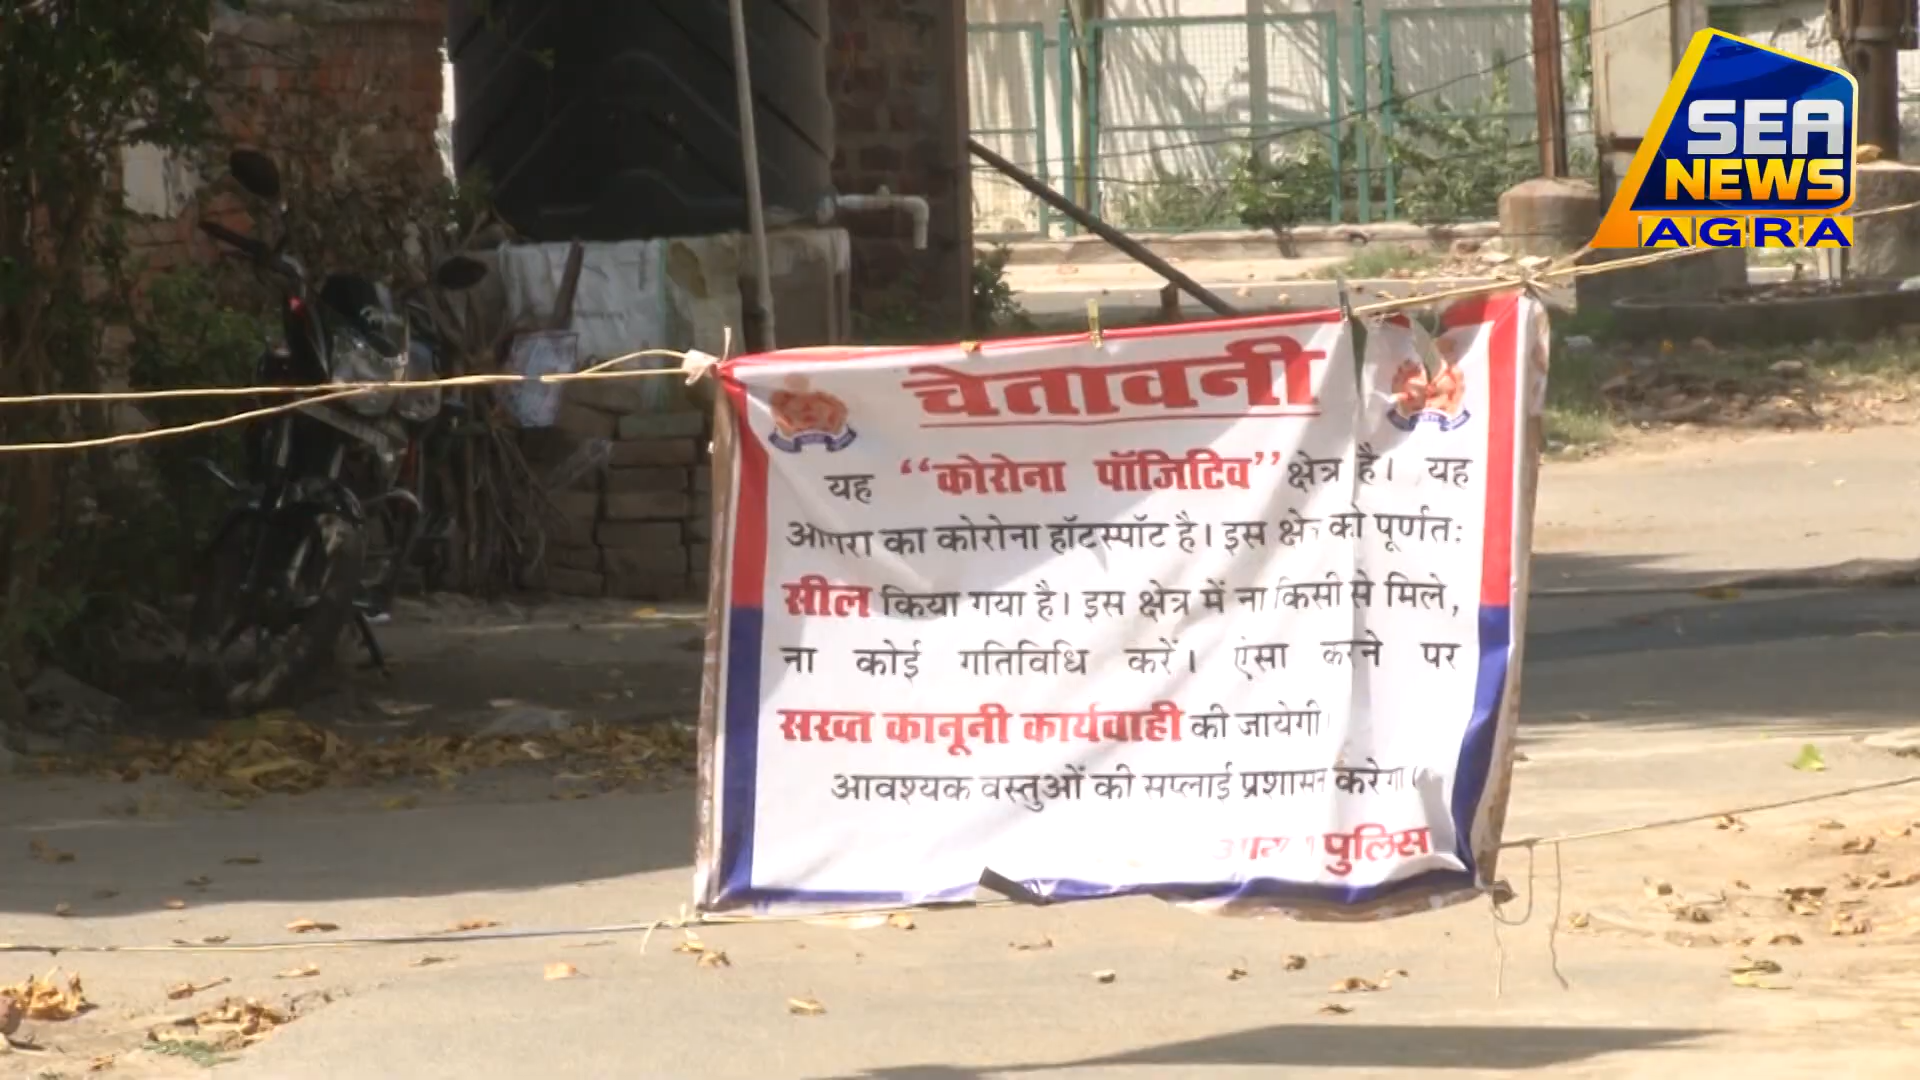 SEA
NEWS
AGRA
चेतावनी
यह “कोरोना पॉजिटिव” क्षेत्र है। यह
आगरा का कोरोना हॉटस्पॉट है। इस क्षेत्र को पूर्णतः
सील किया गया है। इस क्षेत्र में ना किसी से मिले,
ना कोई गतिविधि करें। एेसा करने पर
सख्त कानूनी कार्यवाही की जायेगी
आवश्यक वस्तुओं की सप्लाई प्रशासन करेगा।
आगरा पुलिस